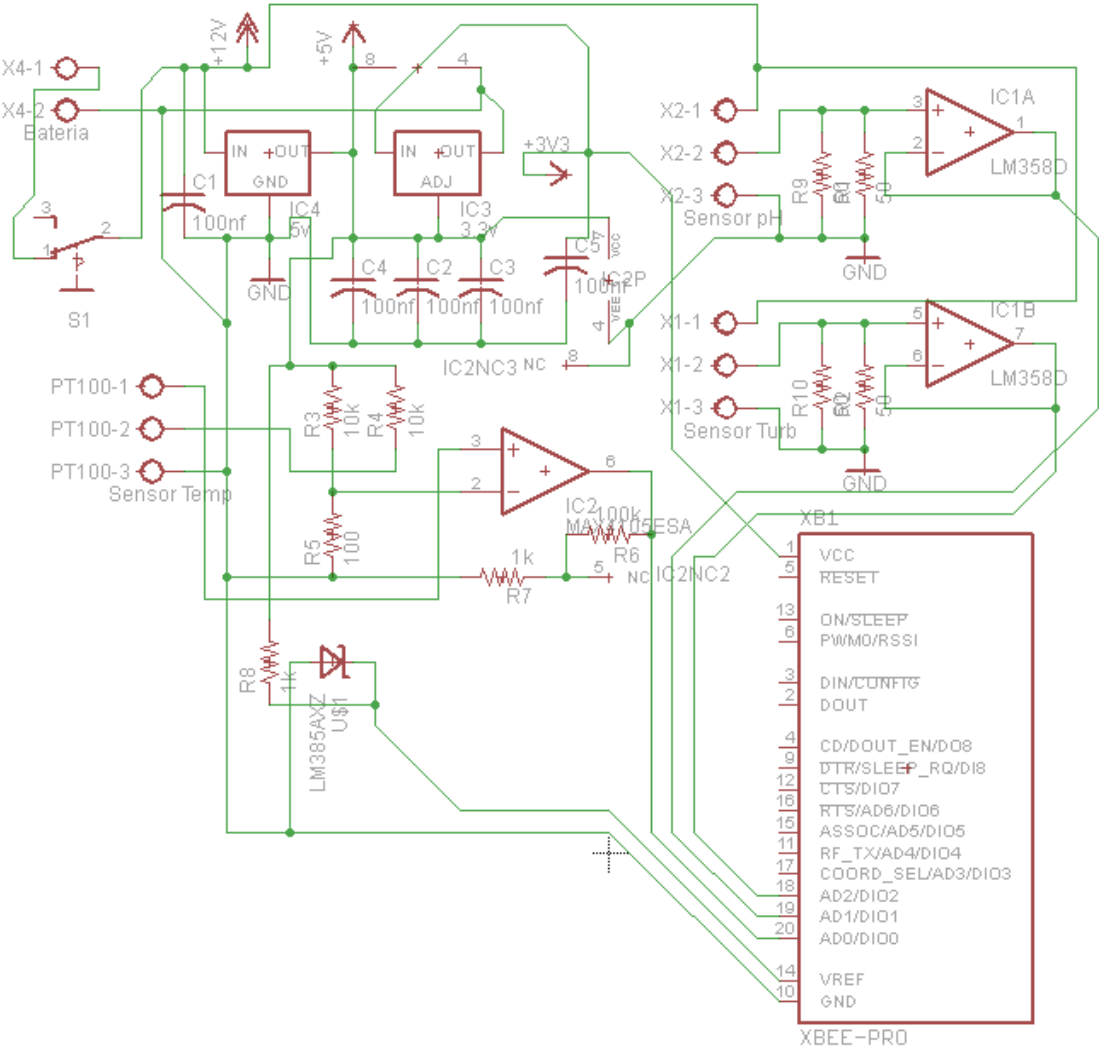 +12V
+5V
X4-1
X4-2
Bateria
8
4
IN
OUT
GND
IC4
5V
IN
OUT
ADJ
IC3
3.3V
+3V3
C1
100nf
3
1
2
P
S1
GND
C4
100nf
C2
100nf
C3
100nf
C5
100nf
7
VCC
IC2P
VEE
4
IC2NC3
NC
8
X2-1
X2-2
X2-3
Sensor pH
R9
50
GND
3
2
1
IC1A
LM358D
X1-1
X1-2
X1-3
Sensor Turb
R10
R2
50
GND
5
6
7
IC1B
LM358D
PT100-1
PT100-2
PT100-3
Sensor Temp
R3
10k
R4
10k
R5
100
3
2
6
IC2
MAX4105ESA
100k
R6
1k
R7
5
NC
IC2NC2
R8
1k
LM385AXZ
U$1
XB1
1 VCC
5 RESET
13 ON/SLEEP
6 PWM0/RSSI
3 DIN/CONFIG
2 DOUT
4 CD/DOUT_EN/DO8
9 DTR/SLEEP_RQ/DI8
12 CTS/DIO7
16 RTS/AD6/DIO6
15 ASSOC/AD5/DIO5
11 RF_TX/AD4/DIO4
17 COORD_SEL/AD3/DIO3
18 AD2/DIO2
19 AD1/DIO1
20 AD0/DIO0
14 VREF
10 GND
XBEE-PRO